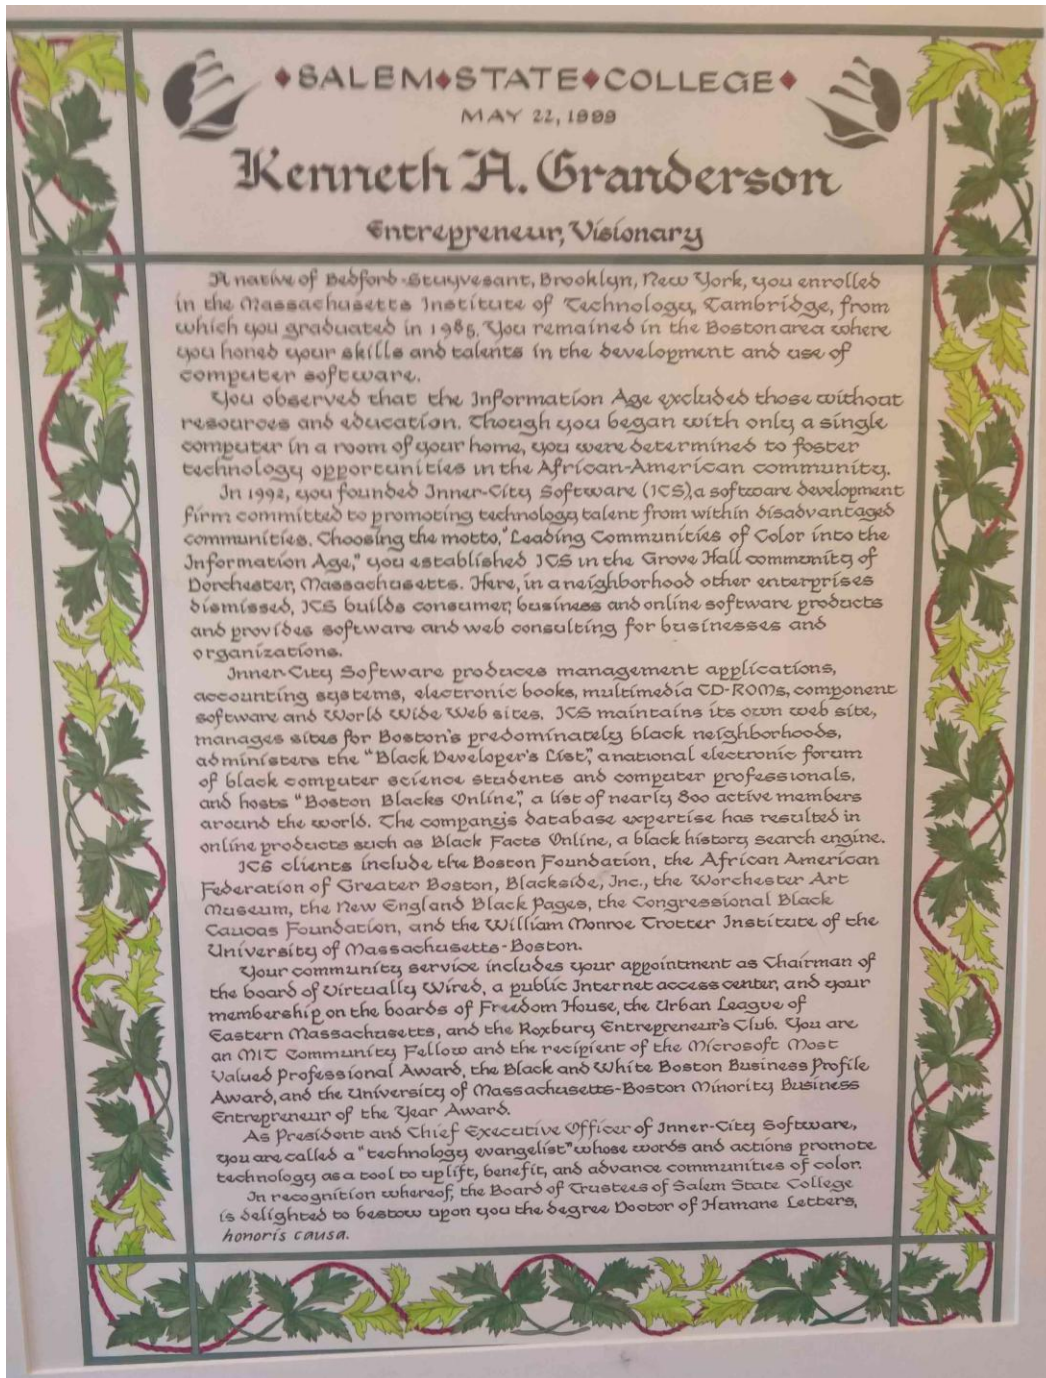 SALEM◆STATE◆COLLEGE
MAY 22, 1999
Kenneth A. Granderson
Entrepreneur, Visionary
A native of Bedford-Stuyvesant, Brooklyn, New York, you enrolled
in the Massachusetts Institute of Technology, Cambridge, from
which you graduated in 1985. You remained in the Boston area where
you honed your skills and talents in the development and use of
computer software.
You observed that the Information Age excluded those without
resources and education. Though you began with only a single
computer in a room of your home, you were determined to foster
technology opportunities in the African-American community.
In 1992, you founded Inner-City Software (ICS), a software development
firm committed to promoting technology talent from within disadvantaged
communities. Choosing the motto, "Leading Communities of Color into the
Information Age," you established ICS in the Grove Hall community of
Dorchester, Massachusetts. Here, in a neighborhood other enterprises
dismissed, ICS builds consumer, business and online software products
and provides software and web consulting for businesses and
organizations.
Inner-City Software produces management applications,
accounting systems, electronic books, multimedia CD-ROMs, component
software and World Wide Web sites. ICS maintains its own web site,
manages sites for Boston's predominately black neighborhoods,
administers the "Black Developer's List", a national electronic forum
of black computer science students and computer professionals,
and hosts "Boston Blacks Online", a list of nearly 800 active members
around the world. The company's database expertise has resulted in
online products such as Black Facts Online, a black history search engine.
ICS clients include the Boston Foundation, the African American
Federation of Greater Boston, Blackside, Inc., the Worchester Art
Museum, the New England Black Pages, the Congressional Black
Caucas Foundation, and the William Monroe Trotter Institute of the
University of Massachusetts-Boston.
Your community service includes your appointment as Chairman of
the board of Virtually Wired, a public Internet access center, and your
membership on the boards of Freedom House, the Urban League of
Eastern Massachusetts, and the Roxbury Entrepreneur's Club. You are
an MIT Community Fellow and the recipient of the Microsoft Most
Valued Professional Award, the Black and White Boston Business Profile
Award, and the University of Massachusetts-Boston Minority Business
Entrepreneur of the Year Award.
As President and Chief Executive Officer of Inner-City Software,
you are called a "technology evangelist" whose words and actions promote
technology as a tool to uplift, benefit, and advance communities of color.
In recognition whereof, the Board of Trustees of Salem State College
is delighted to bestow upon you the degree Doctor of Humane Letters,
honoris causa.